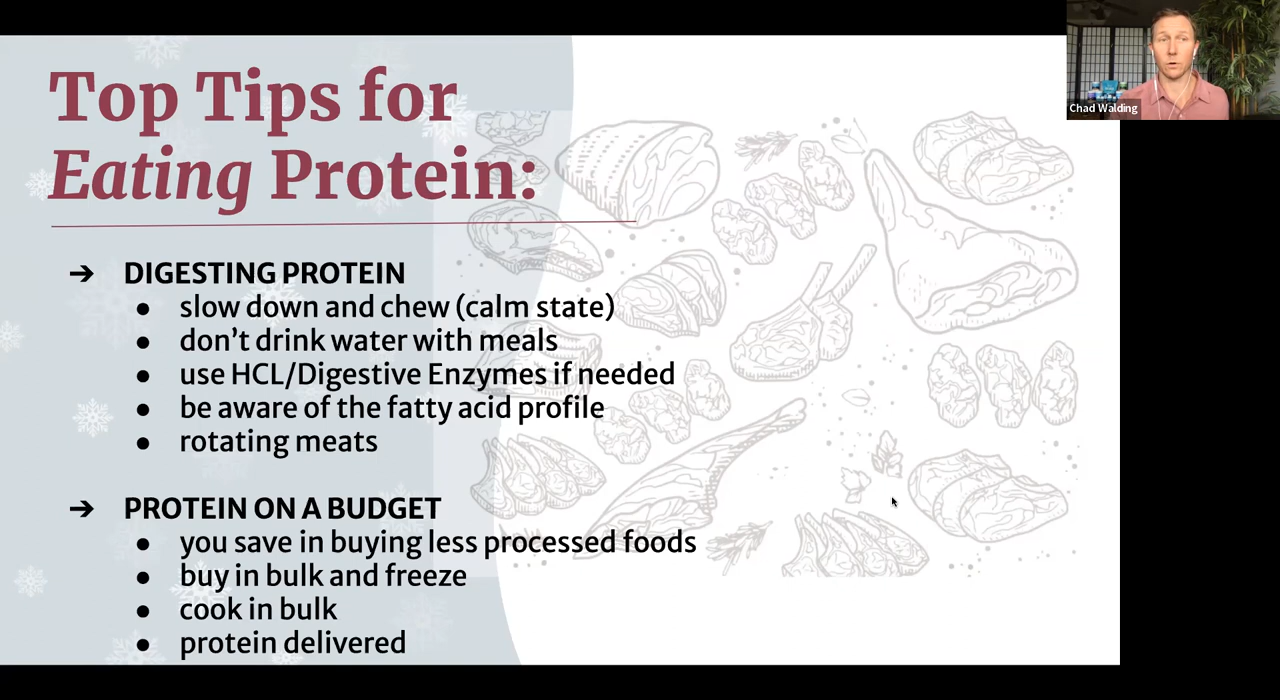 Top Tips for
Eating Protein:
➔ DIGESTING PROTEIN
● slow down and chew (calm state)
● don’t drink water with meals
● use HCL/Digestive Enzymes if needed
● be aware of the fatty acid profile
● rotating meats
➔ PROTEIN ON A BUDGET
● you save in buying less processed foods
● buy in bulk and freeze
● cook in bulk
● protein delivered
Chad Walding